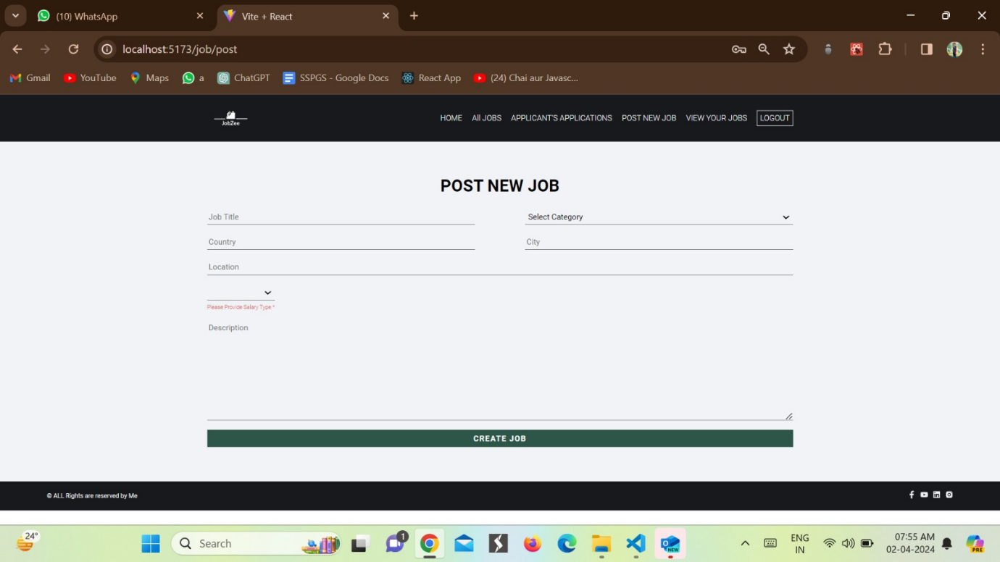 (10) WhatsApp
Vite + React
localhost:5173/job/post
Gmail YouTube Maps a ChatGPT SSPGS - Google Docs React App (24) Chai aur Javasc...
JobZee
HOME All JOBS APPLICANT'S APPLICATIONS POST NEW JOB VIEW YOUR JOBS LOGOUT
POST NEW JOB
Job Title Select Category
Country City
Location
Please Provide Salary Type *
Description
CREATE JOB
© ALL Rights are reserved by Me
24°
Search
1
NEW
ENG
IN
07:55 AM
02-04-2024
PRE